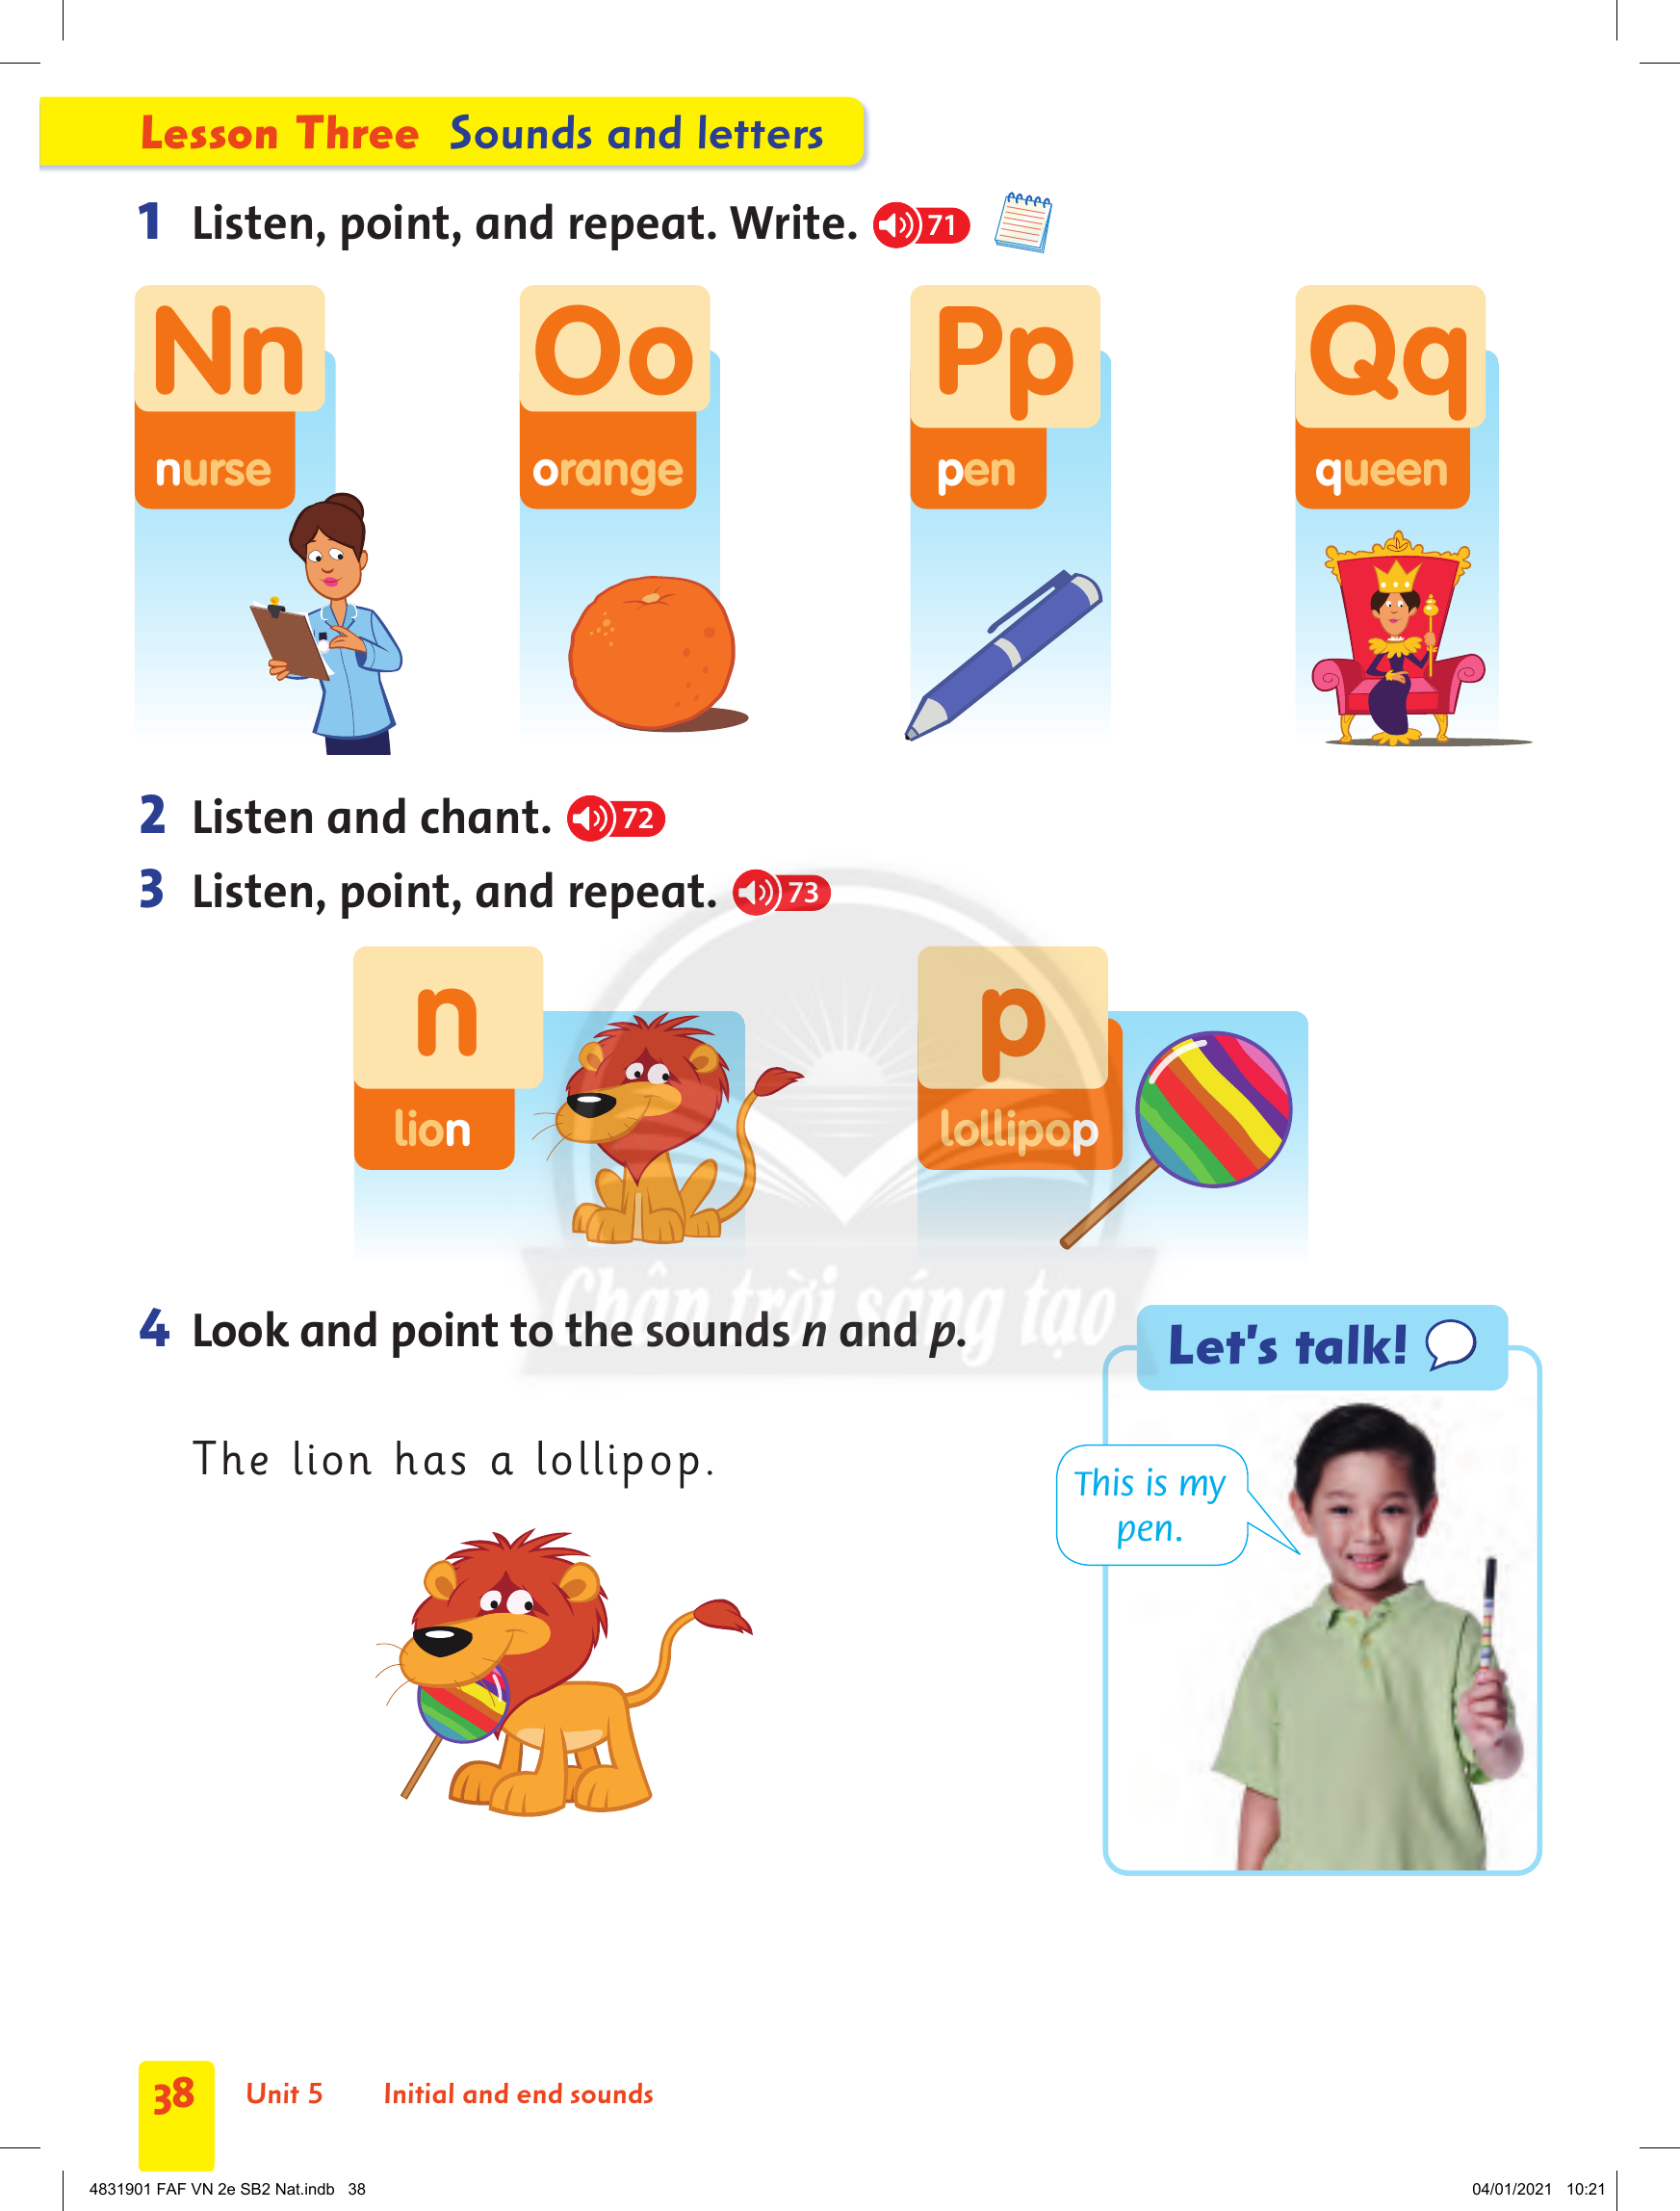 Lesson Three Sounds and letters
1 Listen, point, and repeat. Write. 71
Nn
nurse
Oo
orange
Pp
pen
Qq
queen
2 Listen and chant. 72
3 Listen, point, and repeat. 73
n
lion
p
lollipop
Chân trời sáng tạo
4 Look and point to the sounds n and p.
The lion has a lollipop.
Let's talk!
This is my
pen.
38 Unit 5 Initial and end sounds
4831901 FAF VN 2e SB2 Nat.indb 38
04/01/2021 10:21